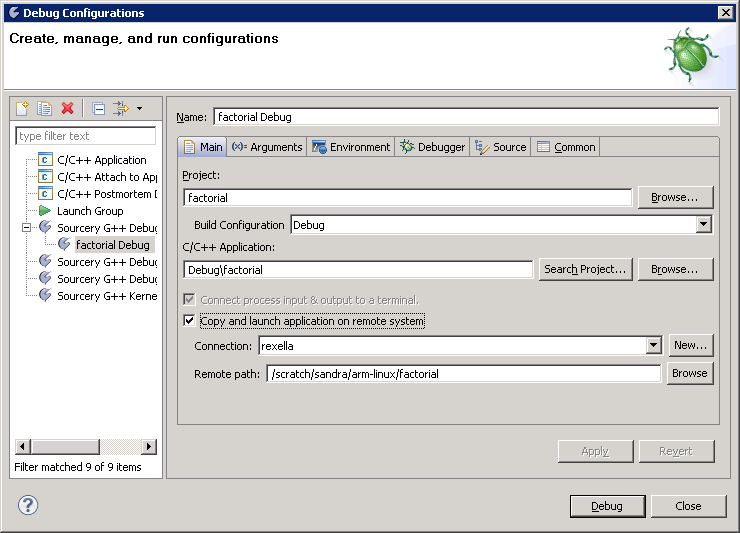 Debug Configurations
Create, manage, and run configurations
type filter text
C/C++ Application
C/C++ Attach to Ap
C/C++ Postmortem D
Launch Group
Sourcery G++ Debug
factorial Debug
Sourcery G++ Debug
Sourcery G++ Debug
Sourcery G++ Kerne
Filter matched 9 of 9 items
Name: factorial Debug
Main (x)= Arguments Environment Debugger Source Common
Project:
factorial Browse...
Build Configuration Debug
C/C++ Application:
Debug\factorial Search Project... Browse...
Connect process input & output to a terminal.
Copy and launch application on remote system
Connection: rexella New...
Remote path: /scratch/sandra/arm-linux/factorial Browse
Apply Revert
? Debug Close